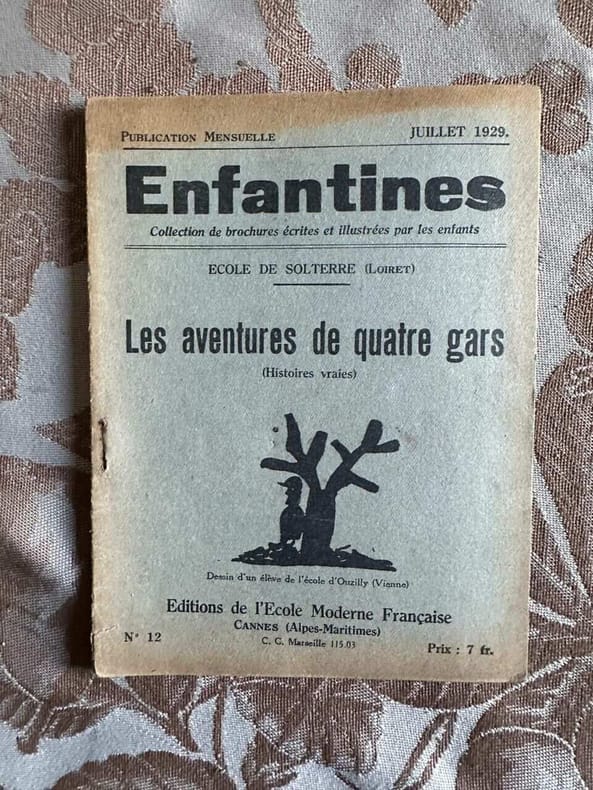 PUBLICATION MENSUELLE
JUILLET 1929.
Enfantines
Collection de brochures écrites et illustrées par les enfants
ECOLE DE SOLTERRE (LOIRET)
Les aventures de quatre gars
(Histoires vraies)
Dessin d'un élève de l'école d'Ouzilly (Vienne)
Editions de l'Ecole Moderne Française
CANNES (Alpes-Maritimes)
C. C. Marseille 115.03
N° 12
Prix : 7 fr.